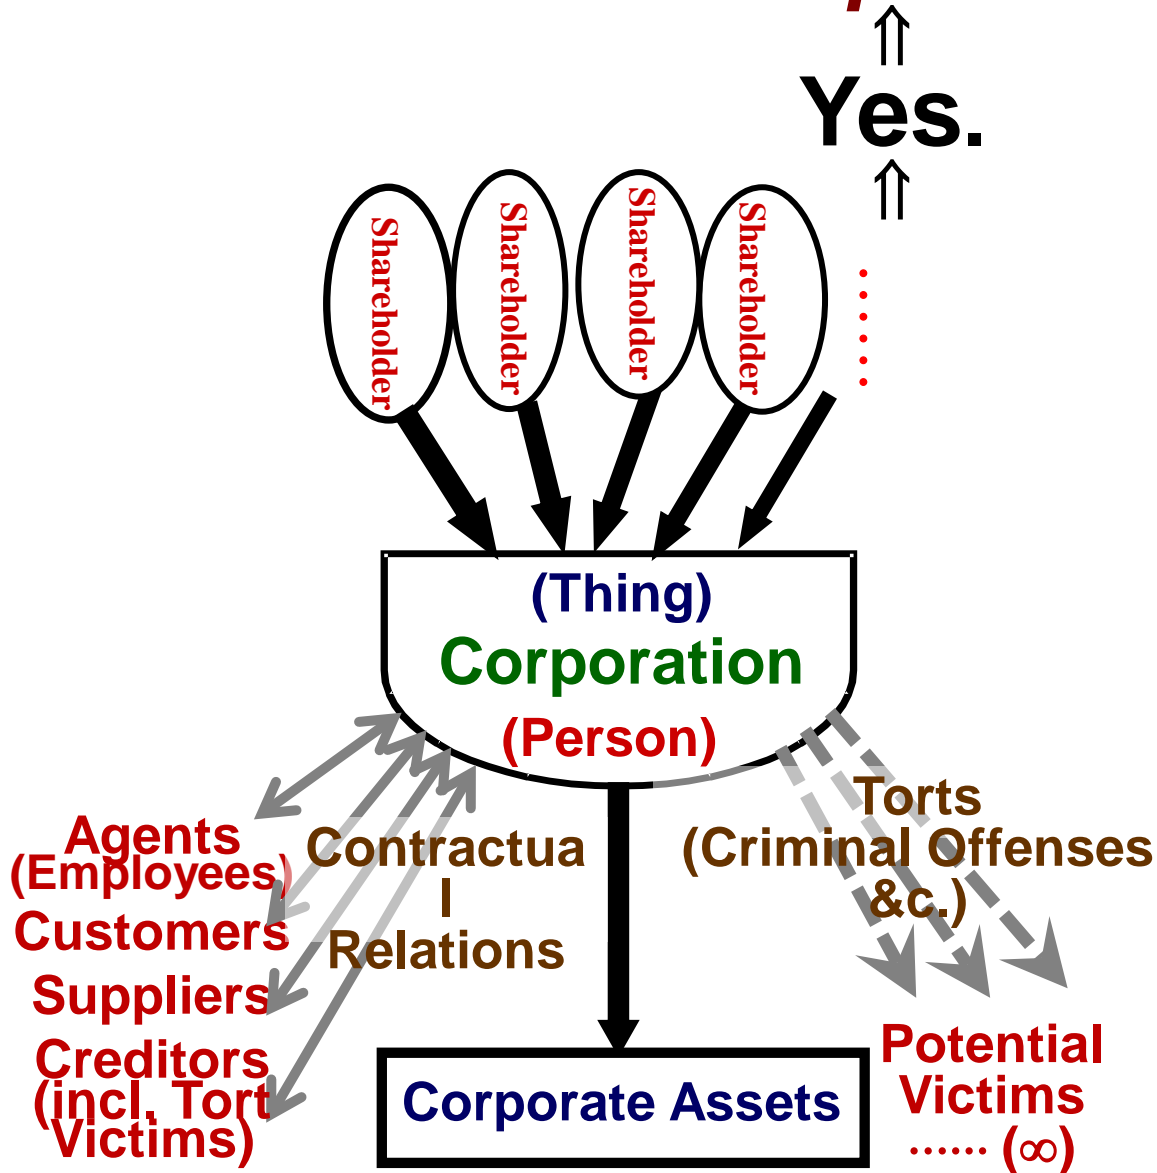 Yes.
Shareholder
Shareholder
Shareholder
Shareholder
......
(Thing)
Corporation
(Person)
Agents
(Employees)
Customers
Suppliers
Creditors
(incl. Tort
Victims)
Contractua
l
Relations
Torts
(Criminal Offenses
&c.)
Corporate Assets
Potential
Victims
...... (∞)